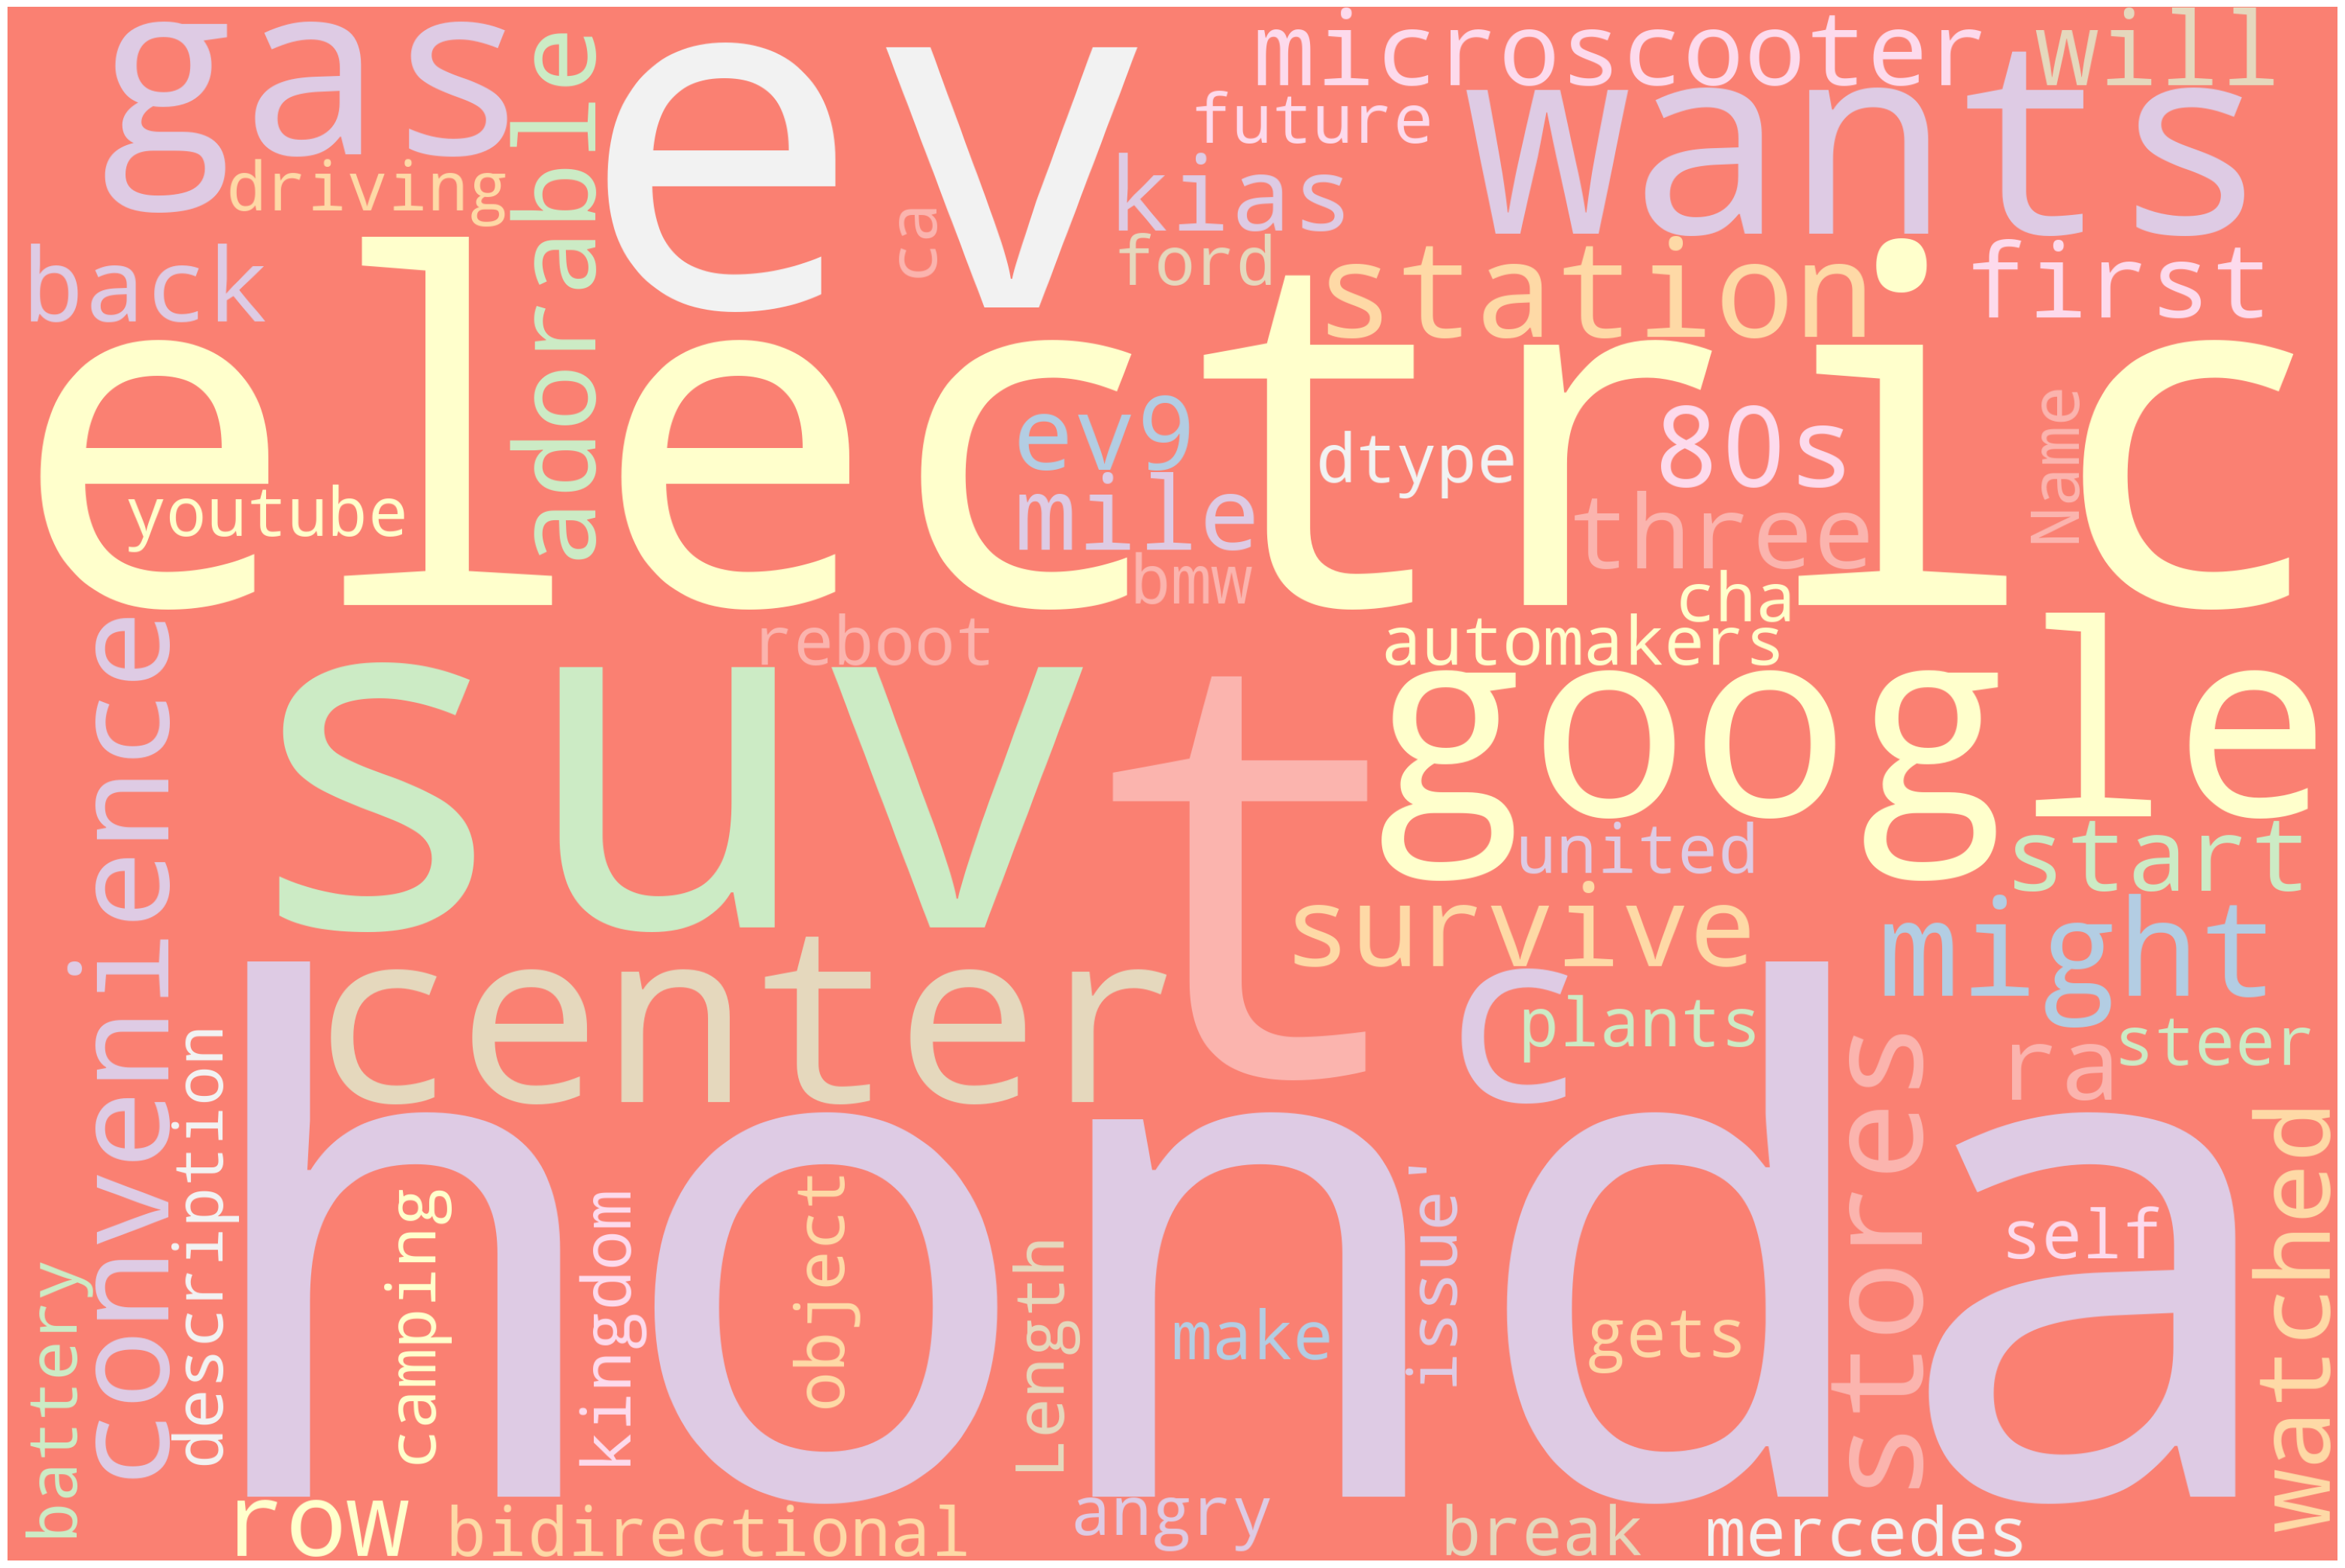 gas
ev
microscooter
will
future
wants
driving
adorable
ca
kias
back
ford
station
first
electric
ev9
dtype
80s
Name
youtube
mile
three
bmw
cha
reboot
automakers
convenience
suv
t
google
united
start
survive
might
center
c
plants
ra
steer
description
honda
stores
watched
battery
camping
kingdom
object
Length
make
issue'
gets
self
row
bidirectional
angry
break
mercedes